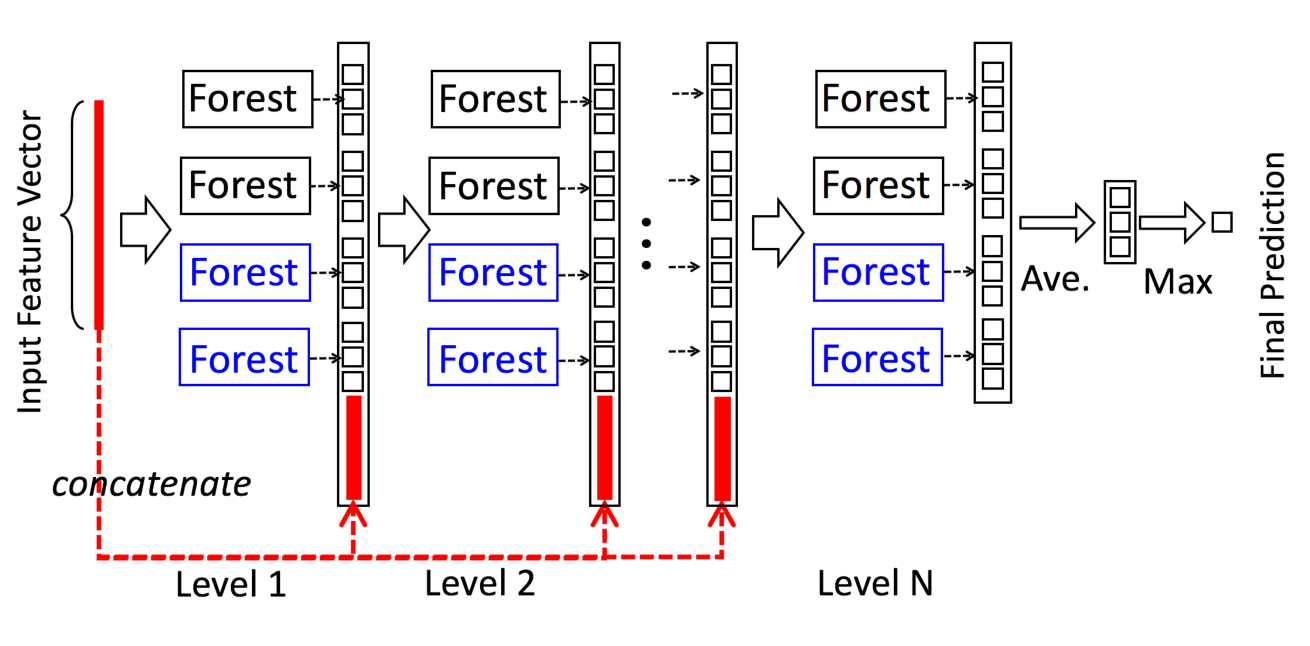 Input Feature Vector
Forest
Forest
Forest
Forest
concatenate
Level 1
Forest
Forest
Forest
Forest
Level 2
Forest
Forest
Forest
Forest
Level N
Ave.
Max
Final Prediction